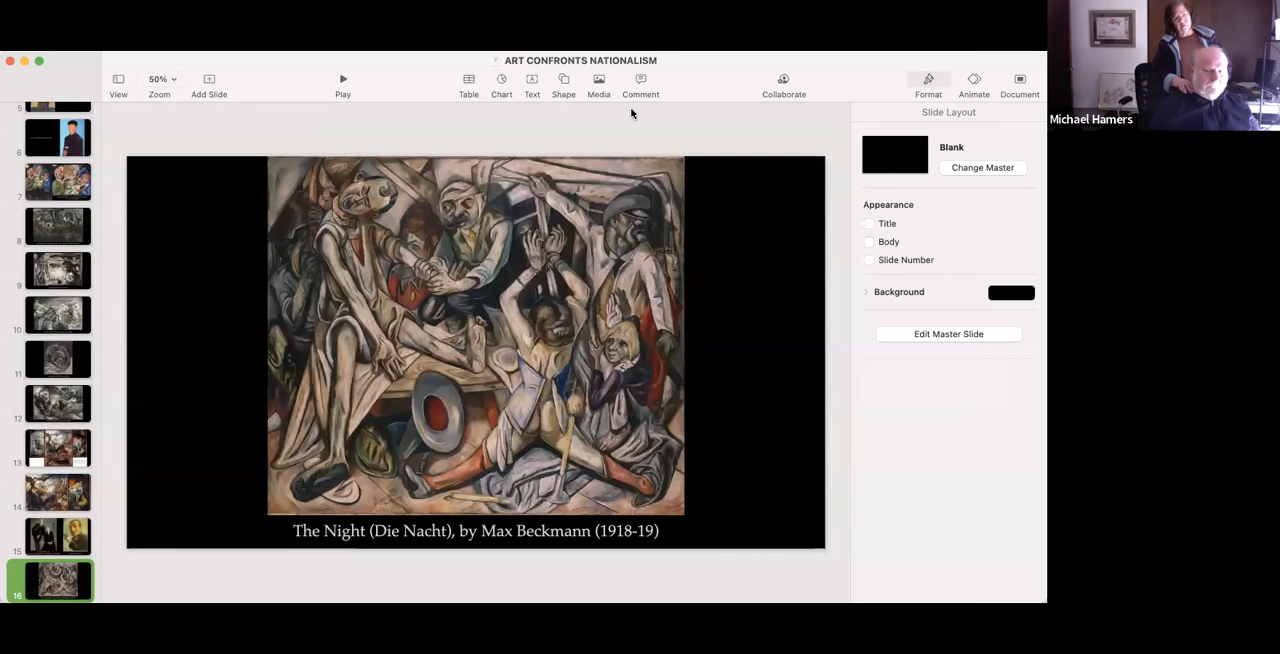 ART CONFRONTS NATIONALISM
50%
View
Zoom
Add Slide
Play
Table
Chart
Text
Shape
Media
Comment
Collaborate
Format
Animate
Document
Michael Hamers
Slide Layout
Blank
Change Master
Appearance
Title
Body
Slide Number
Background
Edit Master Slide
5
6
7
8
9
10
11
12
13
14
15
16
The Night (Die Nacht), by Max Beckmann (1918-19)